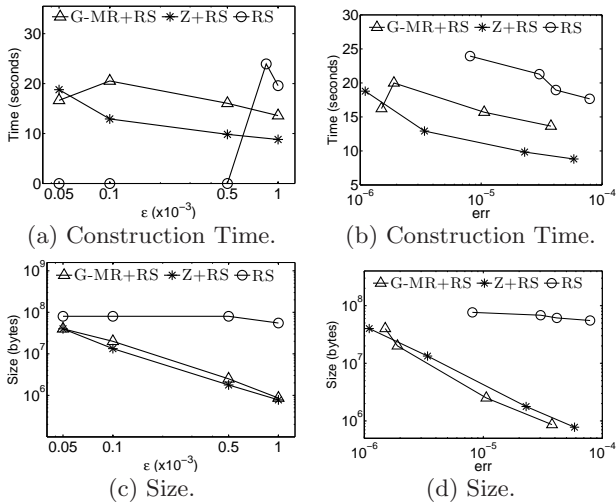 G-MR+RS Z+RS RS
Time (seconds)
30
20
10
0
0.05 0.1 0.5 1
ε (x10⁻³)
(a) Construction Time.
G-MR+RS Z+RS RS
Time (seconds)
30
25
20
15
10
5
10⁻⁶ 10⁻⁵ 10⁻⁴
err
(b) Construction Time.
G-MR+RS Z+RS RS
Size (bytes)
10⁹
10⁸
10⁷
10⁶
0.05 0.1 0.5 1
ε (x10⁻³)
(c) Size.
G-MR+RS Z+RS RS
Size (bytes)
10⁸
10⁷
10⁶
10⁻⁶ 10⁻⁵ 10⁻⁴
err
(d) Size.